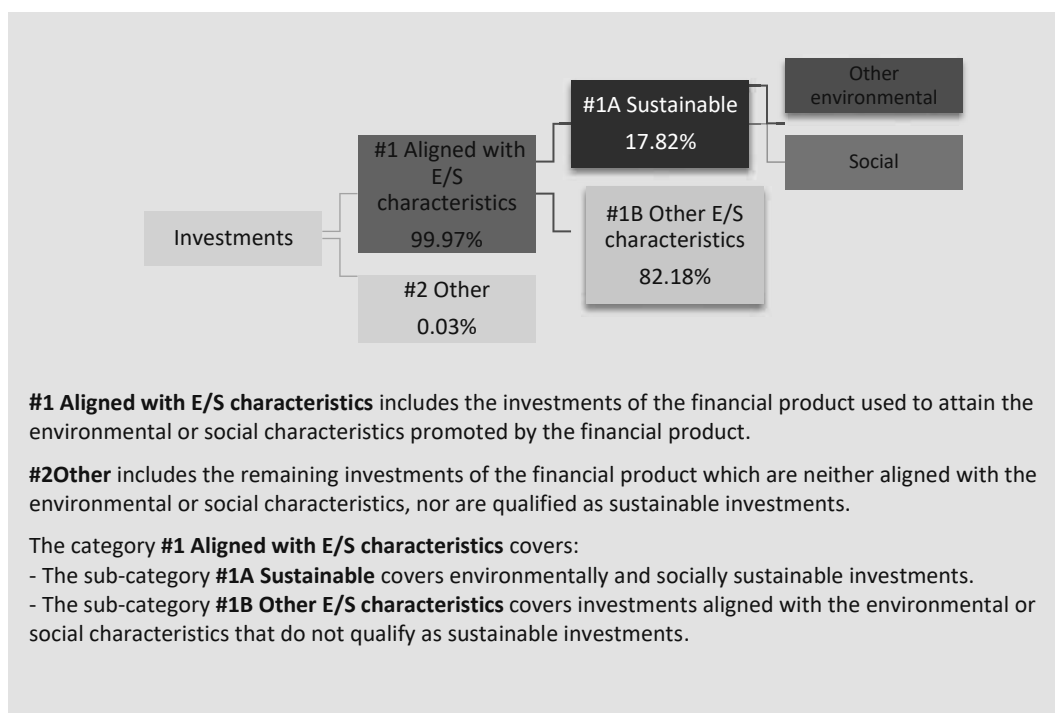 Investments
#1 Aligned with
E/S
characteristics
99.97%
#2 Other
0.03%
#1A Sustainable
17.82%
#1B Other E/S
characteristics
82.18%
Other
environmental
Social
#1 Aligned with E/S characteristics includes the investments of the financial product used to attain the
environmental or social characteristics promoted by the financial product.
#2Other includes the remaining investments of the financial product which are neither aligned with the
environmental or social characteristics, nor are qualified as sustainable investments.
The category #1 Aligned with E/S characteristics covers:
- The sub-category #1A Sustainable covers environmentally and socially sustainable investments.
- The sub-category #1B Other E/S characteristics covers investments aligned with the environmental or
social characteristics that do not qualify as sustainable investments.